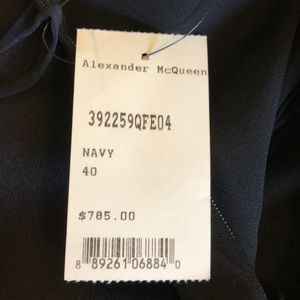 Alexander McQueen
392259QFE04
NAVY
40
$785.00
8 89261 06884 0